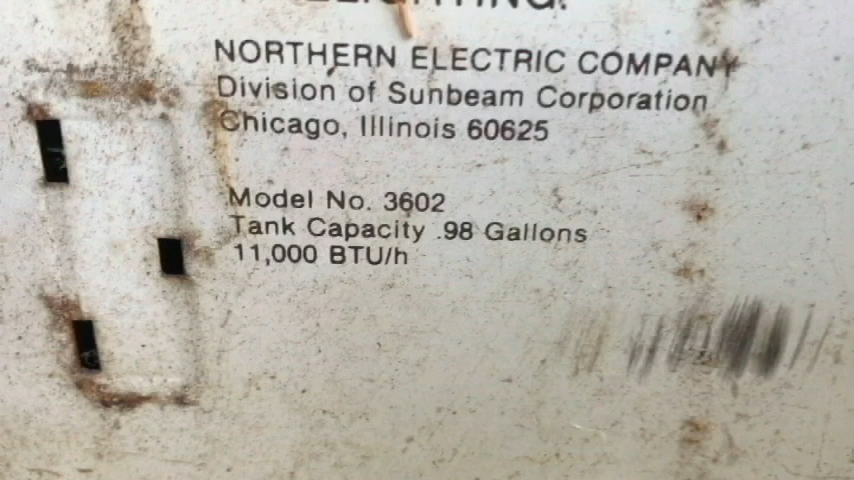 LIGHTING.
NORTHERN ELECTRIC COMPANY
Division of Sunbeam Corporation
Chicago, Illinois 60625
Model No. 3602
Tank Capacity .98 Gallons
11,000 BTU/h